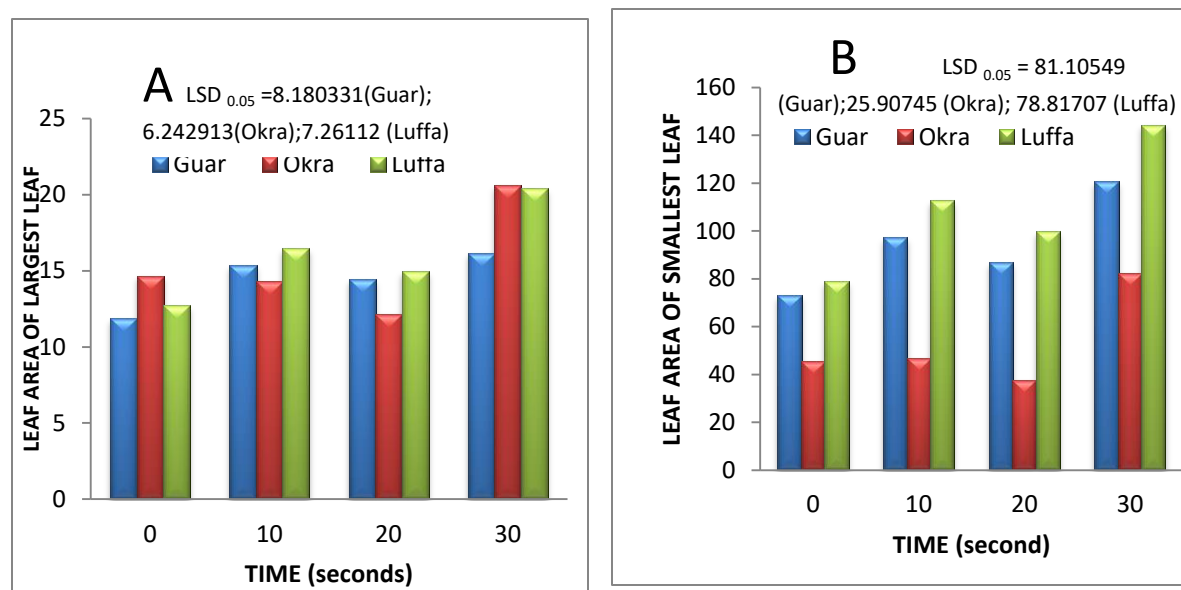 A LSD 0.05 =8.180331(Guar);
6.242913(Okra);7.26112 (Luffa)
Guar Okra Luffa
25
20
15
10
5
0
0 10 20 30
TIME (seconds)
LEAF AREA OF LARGEST LEAF
B LSD 0.05 = 81.10549
(Guar);25.90745 (Okra); 78.81707 (Luffa)
Guar Okra Luffa
160
140
120
100
80
60
40
20
0
0 10 20 30
TIME (second)
LEAF AREA OF SMALLEST LEAF